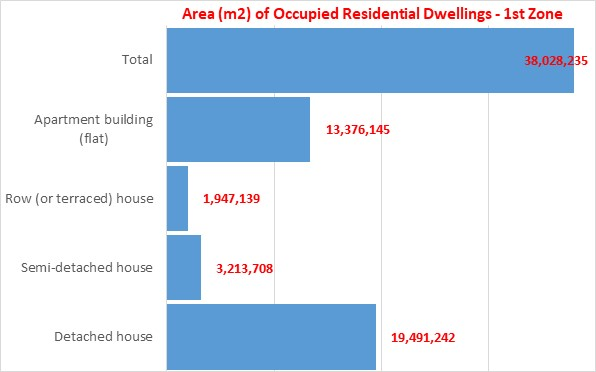 Area (m2) of Occupied Residential Dwellings - 1st Zone
Total
38,028,235
Apartment building
(flat)
13,376,145
Row (or terraced) house
1,947,139
Semi-detached house
3,213,708
Detached house
19,491,242